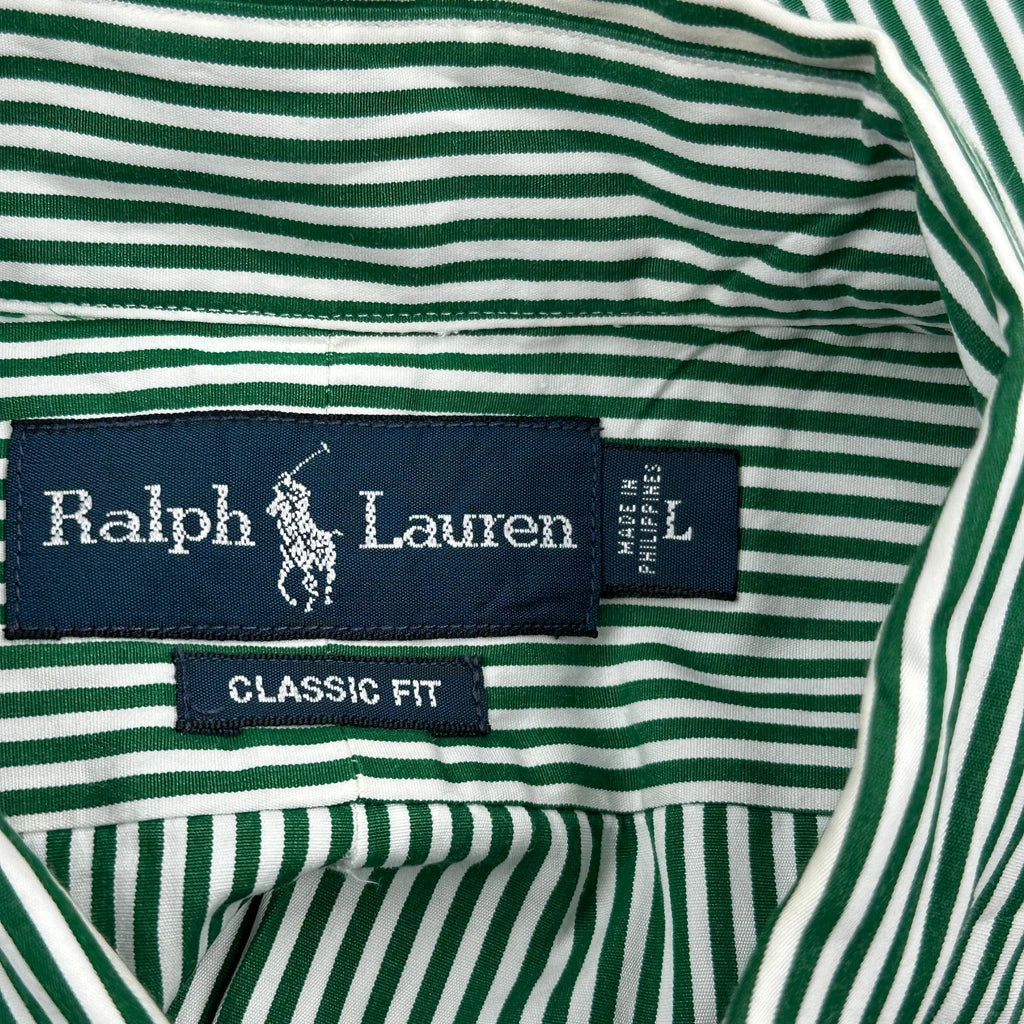 Ralph Lauren
MADE IN
PHILIPPINES
L
CLASSIC FIT